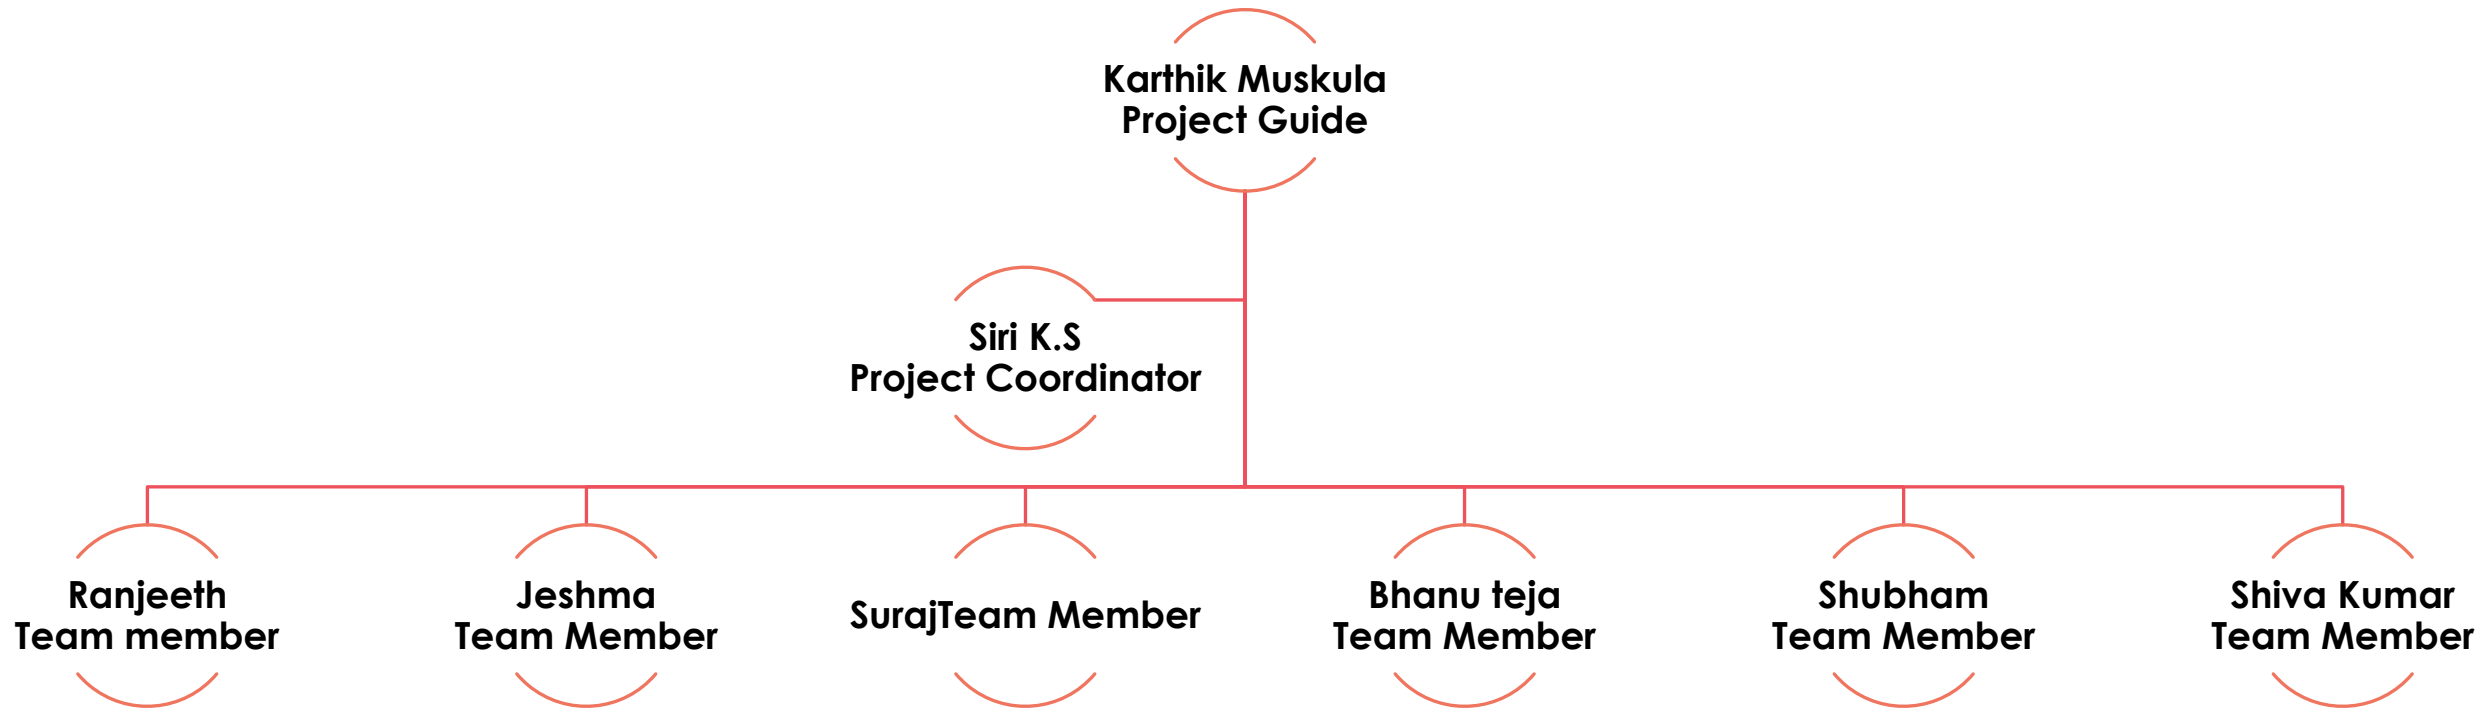 Karthik Muskula
Project Guide
Siri K.S
Project Coordinator
Ranjeeth
Team member
Jeshma
Team Member
SurajTeam Member
Bhanu teja
Team Member
Shubham
Team Member
Shiva Kumar
Team Member